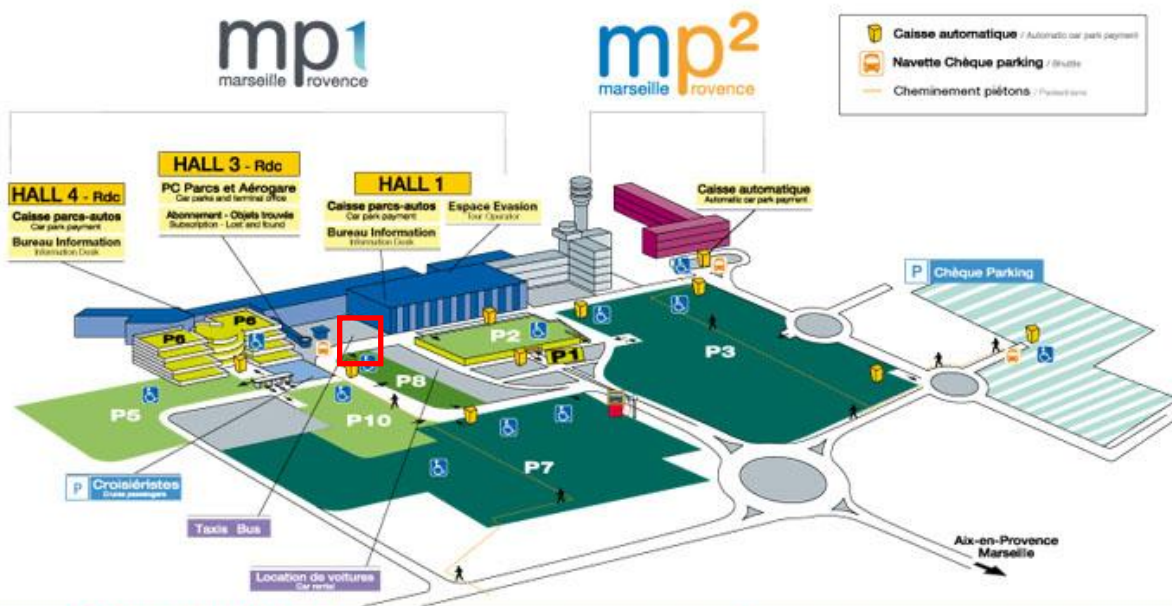 mp1
marseille rovence
mp2
marseille rovence
Caisse automatique / Automatic car park payment
Navette Chèque parking / Shuttle
Cheminement piétons / Pedestrians
HALL 4 - Rdc
Caisse parcs-autos
Car park payment
Bureau Information
Information Desk
HALL 3 - Rdc
PC Parcs et Aérogare
Car parks and terminal office
Abonnement - Objets trouvés
Subscription - Lost and found
HALL 1
Caisse parcs-autos
Car park payment
Bureau Information
Information Desk
Espace Evasion
Tour Operator
Caisse automatique
Automatic car park payment
P Chèque Parking
P6
P6
P2
P1
P3
P5
P8
P10
P7
P Croisiéristes
Cruise passengers
Taxis Bus
Location de voitures
Car rental
Aix-en-Provence
Marseille